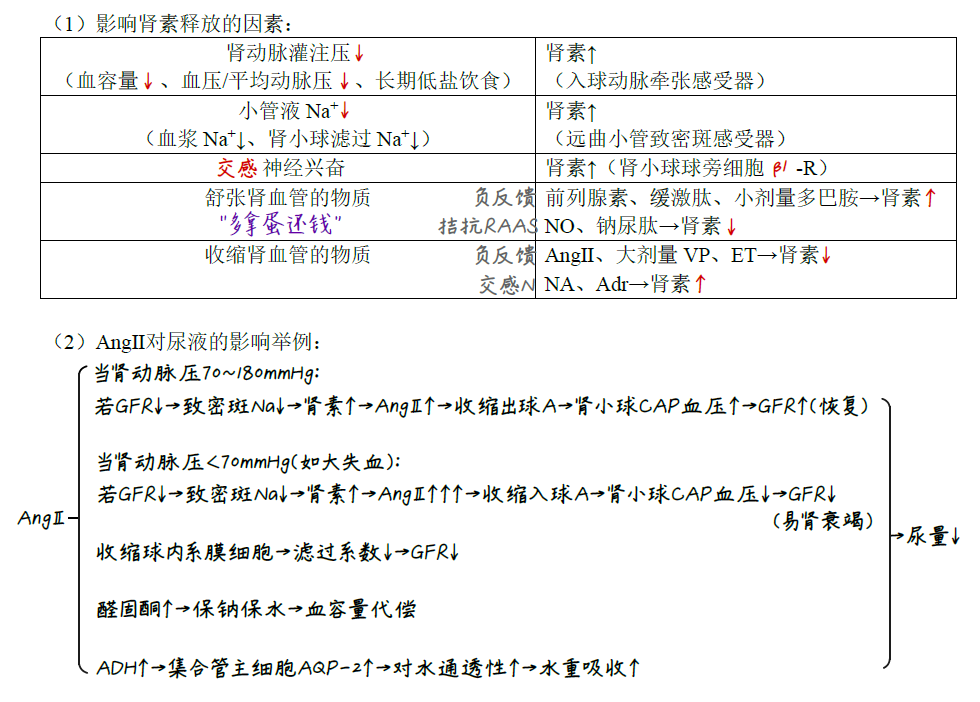 （1）影响肾素释放的因素：
肾动脉灌注压↓ 肾素↑
（血容量↓、血压/平均动脉压↓、长期低盐饮食） （入球动脉牵张感受器）
小管液 Na⁺↓ 肾素↑
（血浆 Na⁺↓、肾小球滤过 Na⁺↓） （远曲小管致密斑感受器）
交感神经兴奋 肾素↑（肾小球球旁细胞 β1 -R）
舒张肾血管的物质 负反馈 前列腺素、缓激肽、小剂量多巴胺→肾素↑
"多拿蛋还钱" 拮抗RAAS NO、钠尿肽→肾素↓
收缩肾血管的物质 负反馈 AngII、大剂量 VP、ET→肾素↓
交感N NA、Adr→肾素↑
（2）AngⅡ对尿液的影响举例：
当肾动脉压70~180mmHg:
若GFR↓→致密斑Na↓→肾素↑→AngⅡ↑→收缩出球A→肾小球CAP血压↑→GFR↑(恢复)
当肾动脉压<70mmHg(如大失血):
若GFR↓→致密斑Na↓→肾素↑→AngⅡ↑↑↑→收缩入球A→肾小球CAP血压↓→GFR↓
(易肾衰竭)
AngⅡ
→尿量↓
收缩球内系膜细胞→滤过系数↓→GFR↓
醛固酮↑→保钠保水→血容量代偿
ADH↑→集合管主细胞AQP-2↑→对水通透性↑→水重吸收↑